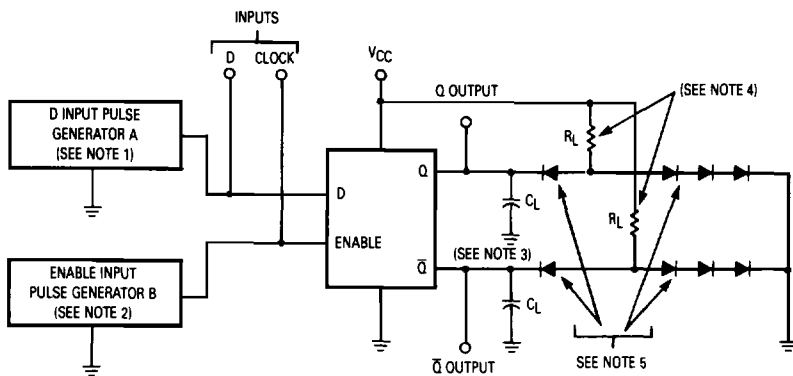 INPUTS
D CLOCK
VCC
Q OUTPUT
(SEE NOTE 4)
D INPUT PULSE
GENERATOR A
(SEE NOTE 1)
RL
Q
D
CL
RL
ENABLE
Q̅
(SEE NOTE 3)
ENABLE INPUT
PULSE GENERATOR B
(SEE NOTE 2)
CL
Q̅ OUTPUT
SEE NOTE 5